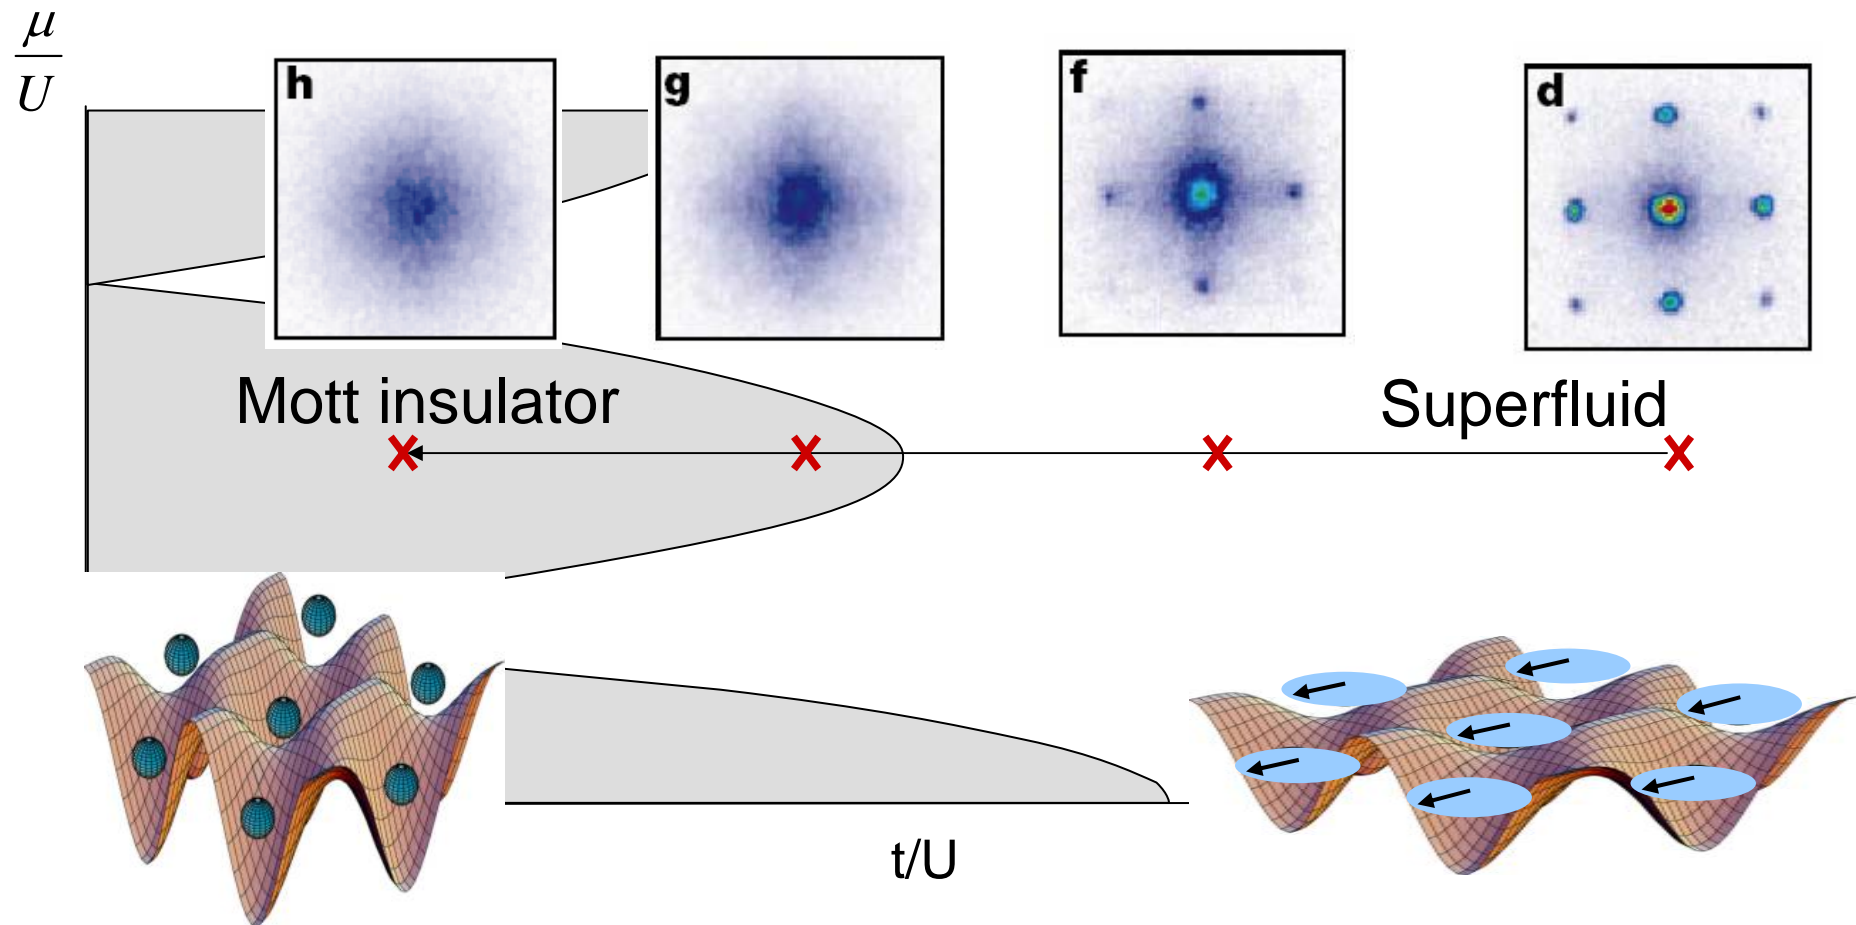 μ
U
h
g
f
d
Mott insulator
Superfluid
t/U